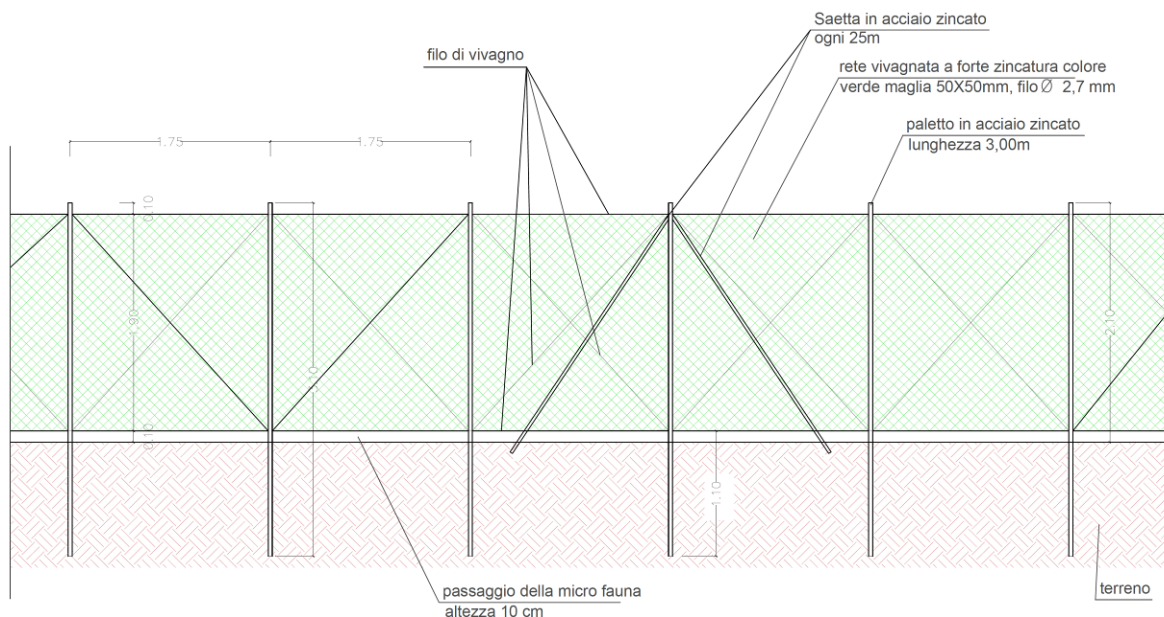 Saetta in acciaio zincato
ogni 25m
filo di vivagno
rete vivagnata a forte zincatura colore
verde maglia 50X50mm, filo Ø 2,7 mm
paletto in acciaio zincato
lunghezza 3,00m
1.75
1.75
0.10
1.90
2.10
0.10
1.10
passaggio della micro fauna
altezza 10 cm
terreno